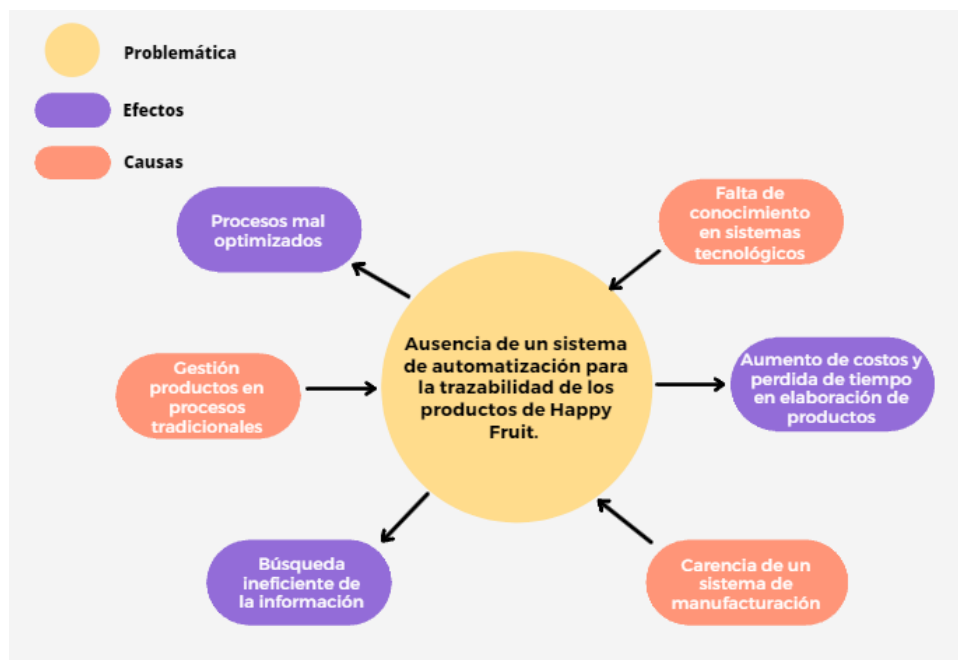 Problemática
Efectos
Causas
Procesos mal
optimizados
Falta de
conocimiento
en sistemas
tecnológicos
Ausencia de un sistema
de automatización para
la trazabilidad de los
productos de Happy
Fruit.
Gestión
productos en
procesos
tradicionales
Aumento de costos y
perdida de tiempo
en elaboración de
productos
Búsqueda
ineficiente de
la información
Carencia de un
sistema de
manufacturación